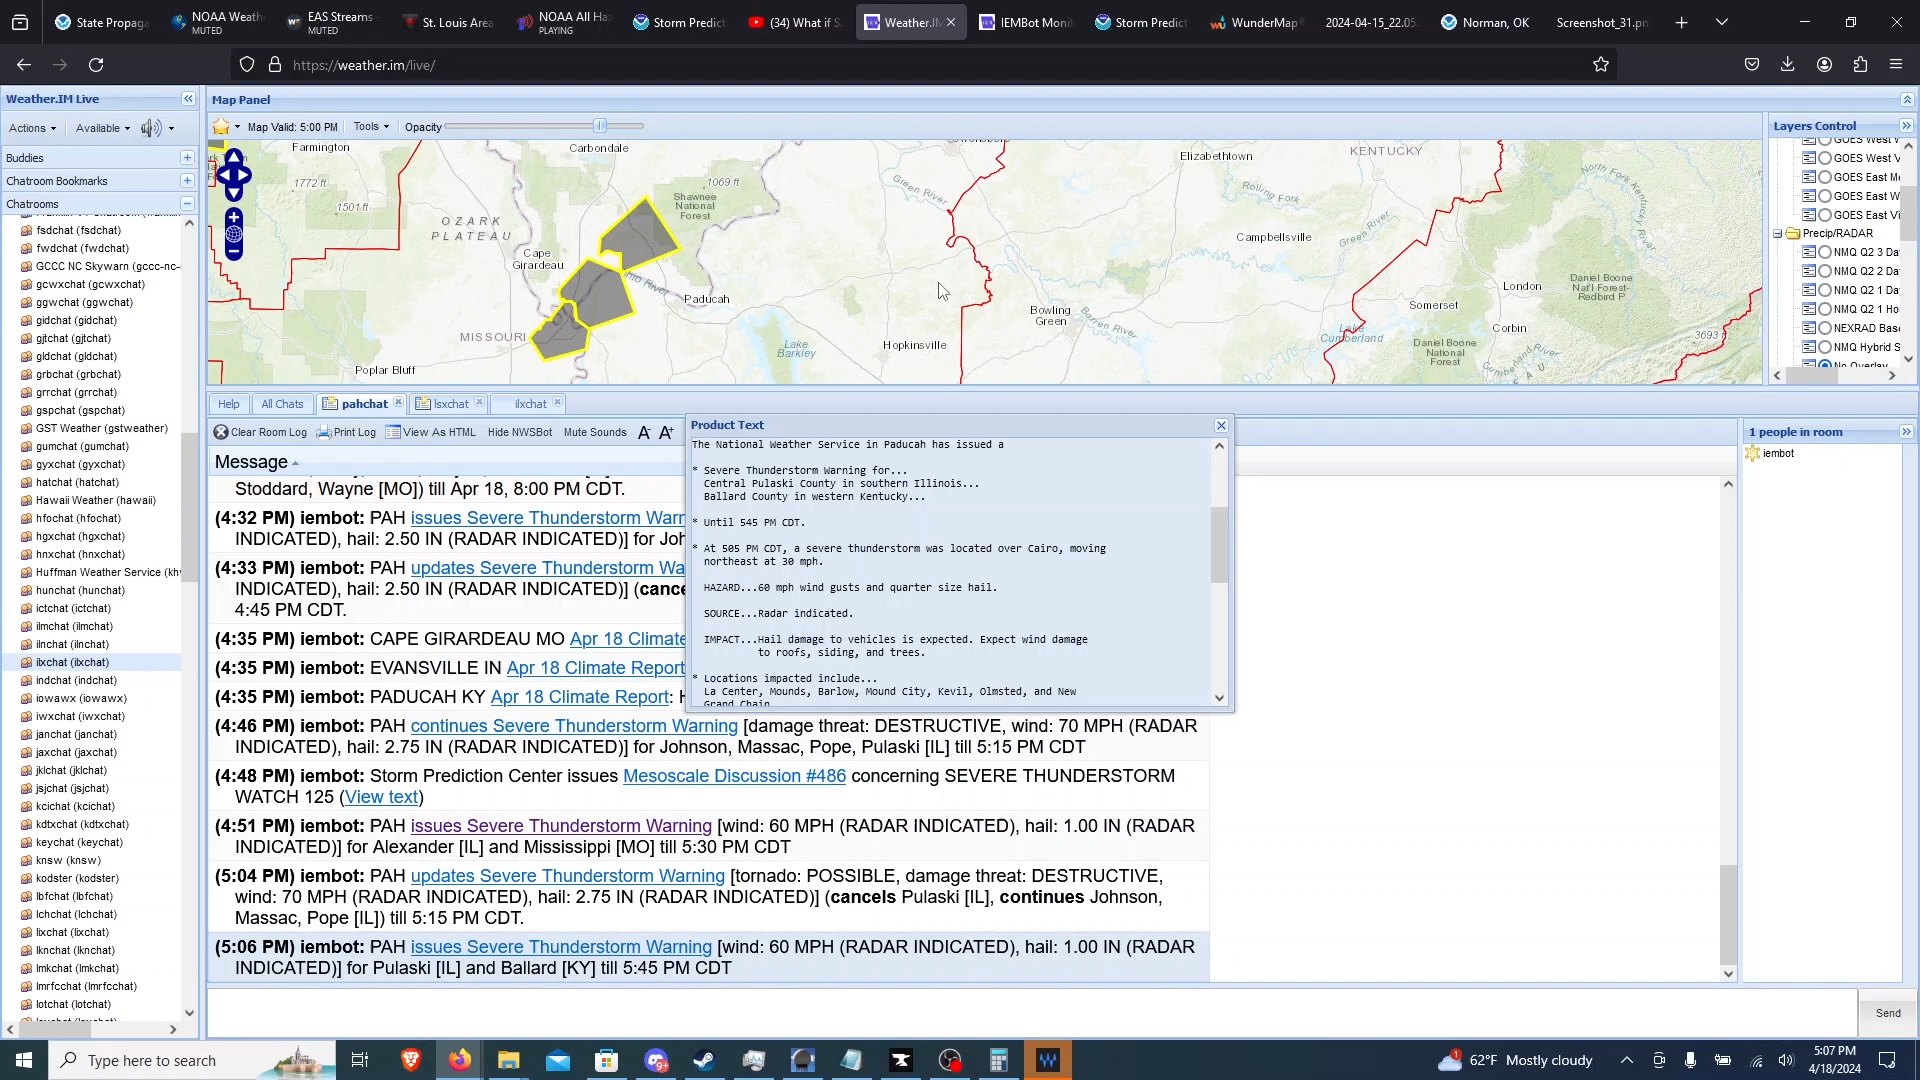 State Propaga
NOAA Weath
MUTED
EAS Streams
MUTED
St. Louis Area
NOAA All Haz
PLAYING
Storm Predict
(34) What if S
Weather.IM
IEMBot Monit
Storm Predict
WunderMap®
2024-04-15_22.05.
Norman, OK
Screenshot_31.pn
https://weather.im/live/
Weather.IM Live
Actions
Available
Buddies
Chatroom Bookmarks
Chatrooms
fsdchat (fsdchat)
fwdchat (fwdchat)
GCCC NC Skywarn (gccc-nc-s
gcwxchat (gcwxchat)
ggwchat (ggwchat)
gidchat (gidchat)
gjtchat (gjtchat)
gldchat (gldchat)
grbchat (grbchat)
grrchat (grrchat)
gspchat (gspchat)
GST Weather (gstweather)
gumchat (gumchat)
gyxchat (gyxchat)
hatchat (hatchat)
Hawaii Weather (hawaii)
hfochat (hfochat)
hgxchat (hgxchat)
hnxchat (hnxchat)
Huffman Weather Service (kh
hunchat (hunchat)
ictchat (ictchat)
ilmchat (ilmchat)
ilnchat (ilnchat)
ilxchat (ilxchat)
indchat (indchat)
iowawx (iowawx)
iwxchat (iwxchat)
janchat (janchat)
jaxchat (jaxchat)
jklchat (jklchat)
jsjchat (jsjchat)
kcichat (kcichat)
kdtxchat (kdtxchat)
keychat (keychat)
knsw (knsw)
kodster (kodster)
lbfchat (lbfchat)
lchchat (lchchat)
lixchat (lixchat)
lknchat (lknchat)
lmkchat (lmkchat)
lmrfcchat (lmrfcchat)
lotchat (lotchat)
Map Panel
Map Valid: 5:00 PM
Tools
Opacity
Farmington
1772 ft
1501 ft
OZARK
PLATEAU
Carbondale
1069 ft
Shawnee
National
Forest
Cape
Girardeau
Ohio River
Paducah
MISSOURI
Poplar Bluff
Lake
Barkley
Hopkinsville
Owensboro
Green River
Bowling
Green
Barren River
Elizabethtown
KENTUCKY
Rolling Fork
Campbellsville
Green River
North Fork Kentucky
Daniel Boone
Nat'l Forest-
Redbird P
London
Somerset
Corbin
Lake
Cumberland
Daniel Boone
National
Forest
3693 ft
Layers Control
GOES West W
GOES West V
GOES East Me
GOES East W
GOES East Vi
Precip/RADAR
NMQ Q2 3 Da
NMQ Q2 2 Da
NMQ Q2 1 Da
NMQ Q2 1 Ho
NEXRAD Base
NMQ Hybrid S
No Overlay
Help
All Chats
pahchat
lsxchat
ilxchat
Clear Room Log
Print Log
View As HTML
Hide NWSBot
Mute Sounds
A-
A+
Message
Stoddard, Wayne [MO]) till Apr 18, 8:00 PM CDT.
(4:32 PM) iembot: PAH issues Severe Thunderstorm Warn
INDICATED), hail: 2.50 IN (RADAR INDICATED)] for Joh
(4:33 PM) iembot: PAH updates Severe Thunderstorm Wa
INDICATED), hail: 2.50 IN (RADAR INDICATED)] (cance
4:45 PM CDT.
(4:35 PM) iembot: CAPE GIRARDEAU MO Apr 18 Climate
(4:35 PM) iembot: EVANSVILLE IN Apr 18 Climate Report
(4:35 PM) iembot: PADUCAH KY Apr 18 Climate Report: H
(4:46 PM) iembot: PAH continues Severe Thunderstorm Warning [damage threat: DESTRUCTIVE, wind: 70 MPH (RADAR
INDICATED), hail: 2.75 IN (RADAR INDICATED)] for Johnson, Massac, Pope, Pulaski [IL] till 5:15 PM CDT
(4:48 PM) iembot: Storm Prediction Center issues Mesoscale Discussion #486 concerning SEVERE THUNDERSTORM
WATCH 125 (View text)
(4:51 PM) iembot: PAH issues Severe Thunderstorm Warning [wind: 60 MPH (RADAR INDICATED), hail: 1.00 IN (RADAR
INDICATED)] for Alexander [IL] and Mississippi [MO] till 5:30 PM CDT
(5:04 PM) iembot: PAH updates Severe Thunderstorm Warning [tornado: POSSIBLE, damage threat: DESTRUCTIVE,
wind: 70 MPH (RADAR INDICATED), hail: 2.75 IN (RADAR INDICATED)] (cancels Pulaski [IL], continues Johnson,
Massac, Pope [IL]) till 5:15 PM CDT.
(5:06 PM) iembot: PAH issues Severe Thunderstorm Warning [wind: 60 MPH (RADAR INDICATED), hail: 1.00 IN (RADAR
INDICATED)] for Pulaski [IL] and Ballard [KY] till 5:45 PM CDT
Product Text
The National Weather Service in Paducah has issued a
* Severe Thunderstorm Warning for...
Central Pulaski County in southern Illinois...
Ballard County in western Kentucky...
* Until 545 PM CDT.
* At 505 PM CDT, a severe thunderstorm was located over Cairo, moving
northeast at 30 mph.
HAZARD...60 mph wind gusts and quarter size hail.
SOURCE...Radar indicated.
IMPACT...Hail damage to vehicles is expected. Expect wind damage
to roofs, siding, and trees.
* Locations impacted include...
La Center, Mounds, Barlow, Mound City, Kevil, Olmsted, and New
Grand Chain.
1 people in room
iembot
Send
Type here to search
9+
1
62°F Mostly cloudy
5:07 PM
4/18/2024